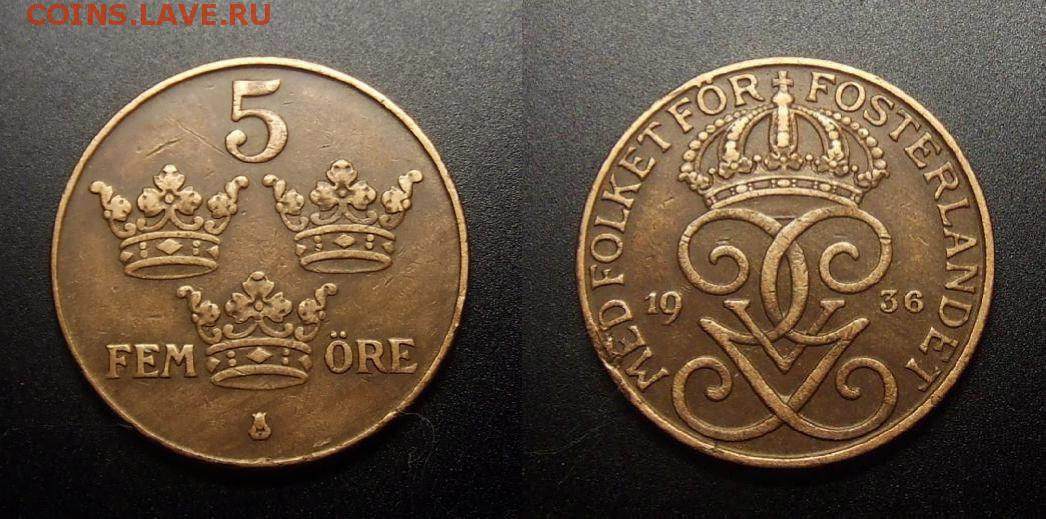 COINS.LAVE.RU
5
FEM ÖRE
MED FOLKET FÖR FOSTERLANDET
19 36